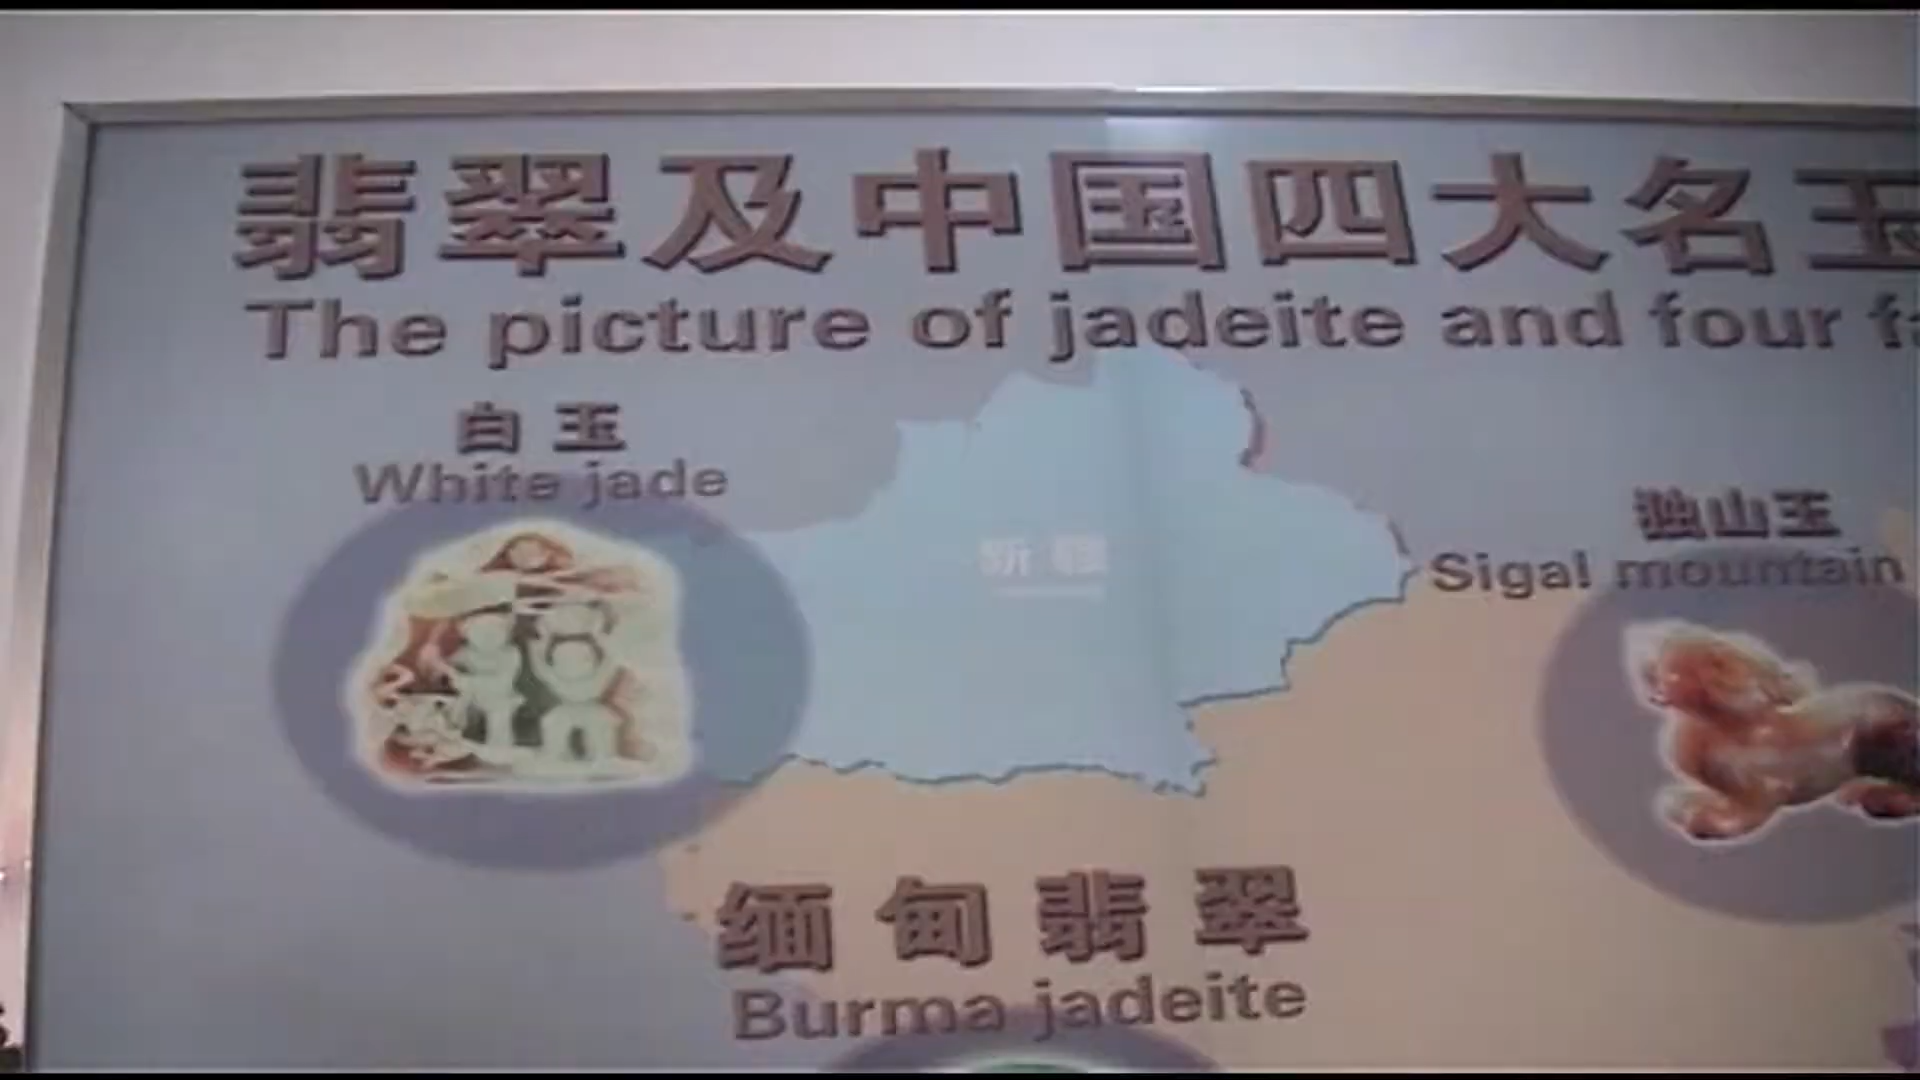 翡翠及中国四大名玉
The picture of jadeite and four fa
白玉
White jade
新疆
独山玉
Sigal mountain
缅甸翡翠
Burma jadeite